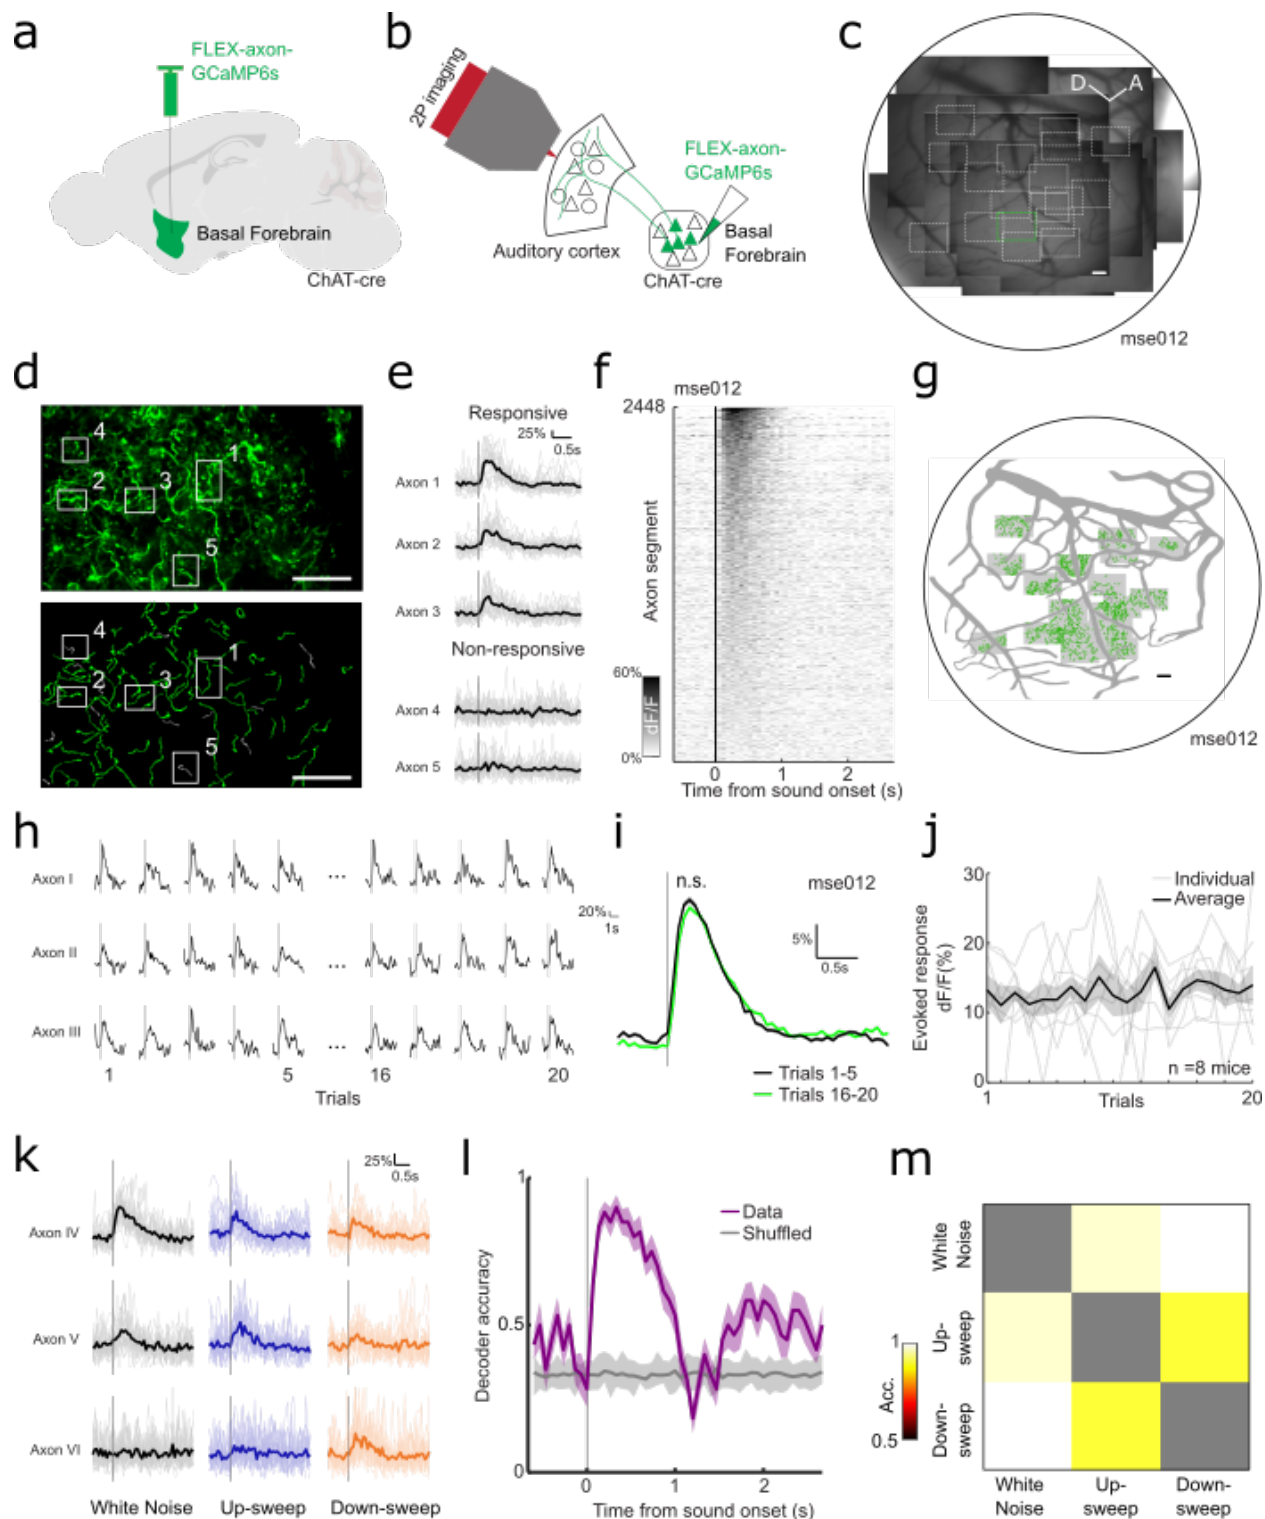 a
FLEX-axon-
GCaMP6s
Basal Forebrain
ChAT-cre
b
2P imaging
FLEX-axon-
GCaMP6s
Auditory cortex
Basal
Forebrain
ChAT-cre
c
D A
mse012
d
4
2 3 1
5
4
2 3 1
5
e
Responsive
25%
0.5s
Axon 1
Axon 2
Axon 3
Non-responsive
Axon 4
Axon 5
f
mse012
2448
Axon segment
60%
dF/F
0%
0 1 2
Time from sound onset (s)
g
mse012
h
Axon I
Axon II
Axon III
...
...
...
20%
1s
1 5 16 20
Trials
i
n.s.
mse012
5%
0.5s
Trials 1-5
Trials 16-20
j
30
20
10
0
Evoked response
dF/F(%)
Individual
Average
n =8 mice
1 Trials 20
k
25%
0.5s
Axon IV
Axon V
Axon VI
White Noise Up-sweep Down-sweep
l
1
0.5
0
Decoder accuracy
Data
Shuffled
0 1 2
Time from sound onset (s)
m
White
Noise
Up-
sweep
Down-
sweep
1
Acc.
0.5
White
Noise
Up-
sweep
Down-
sweep